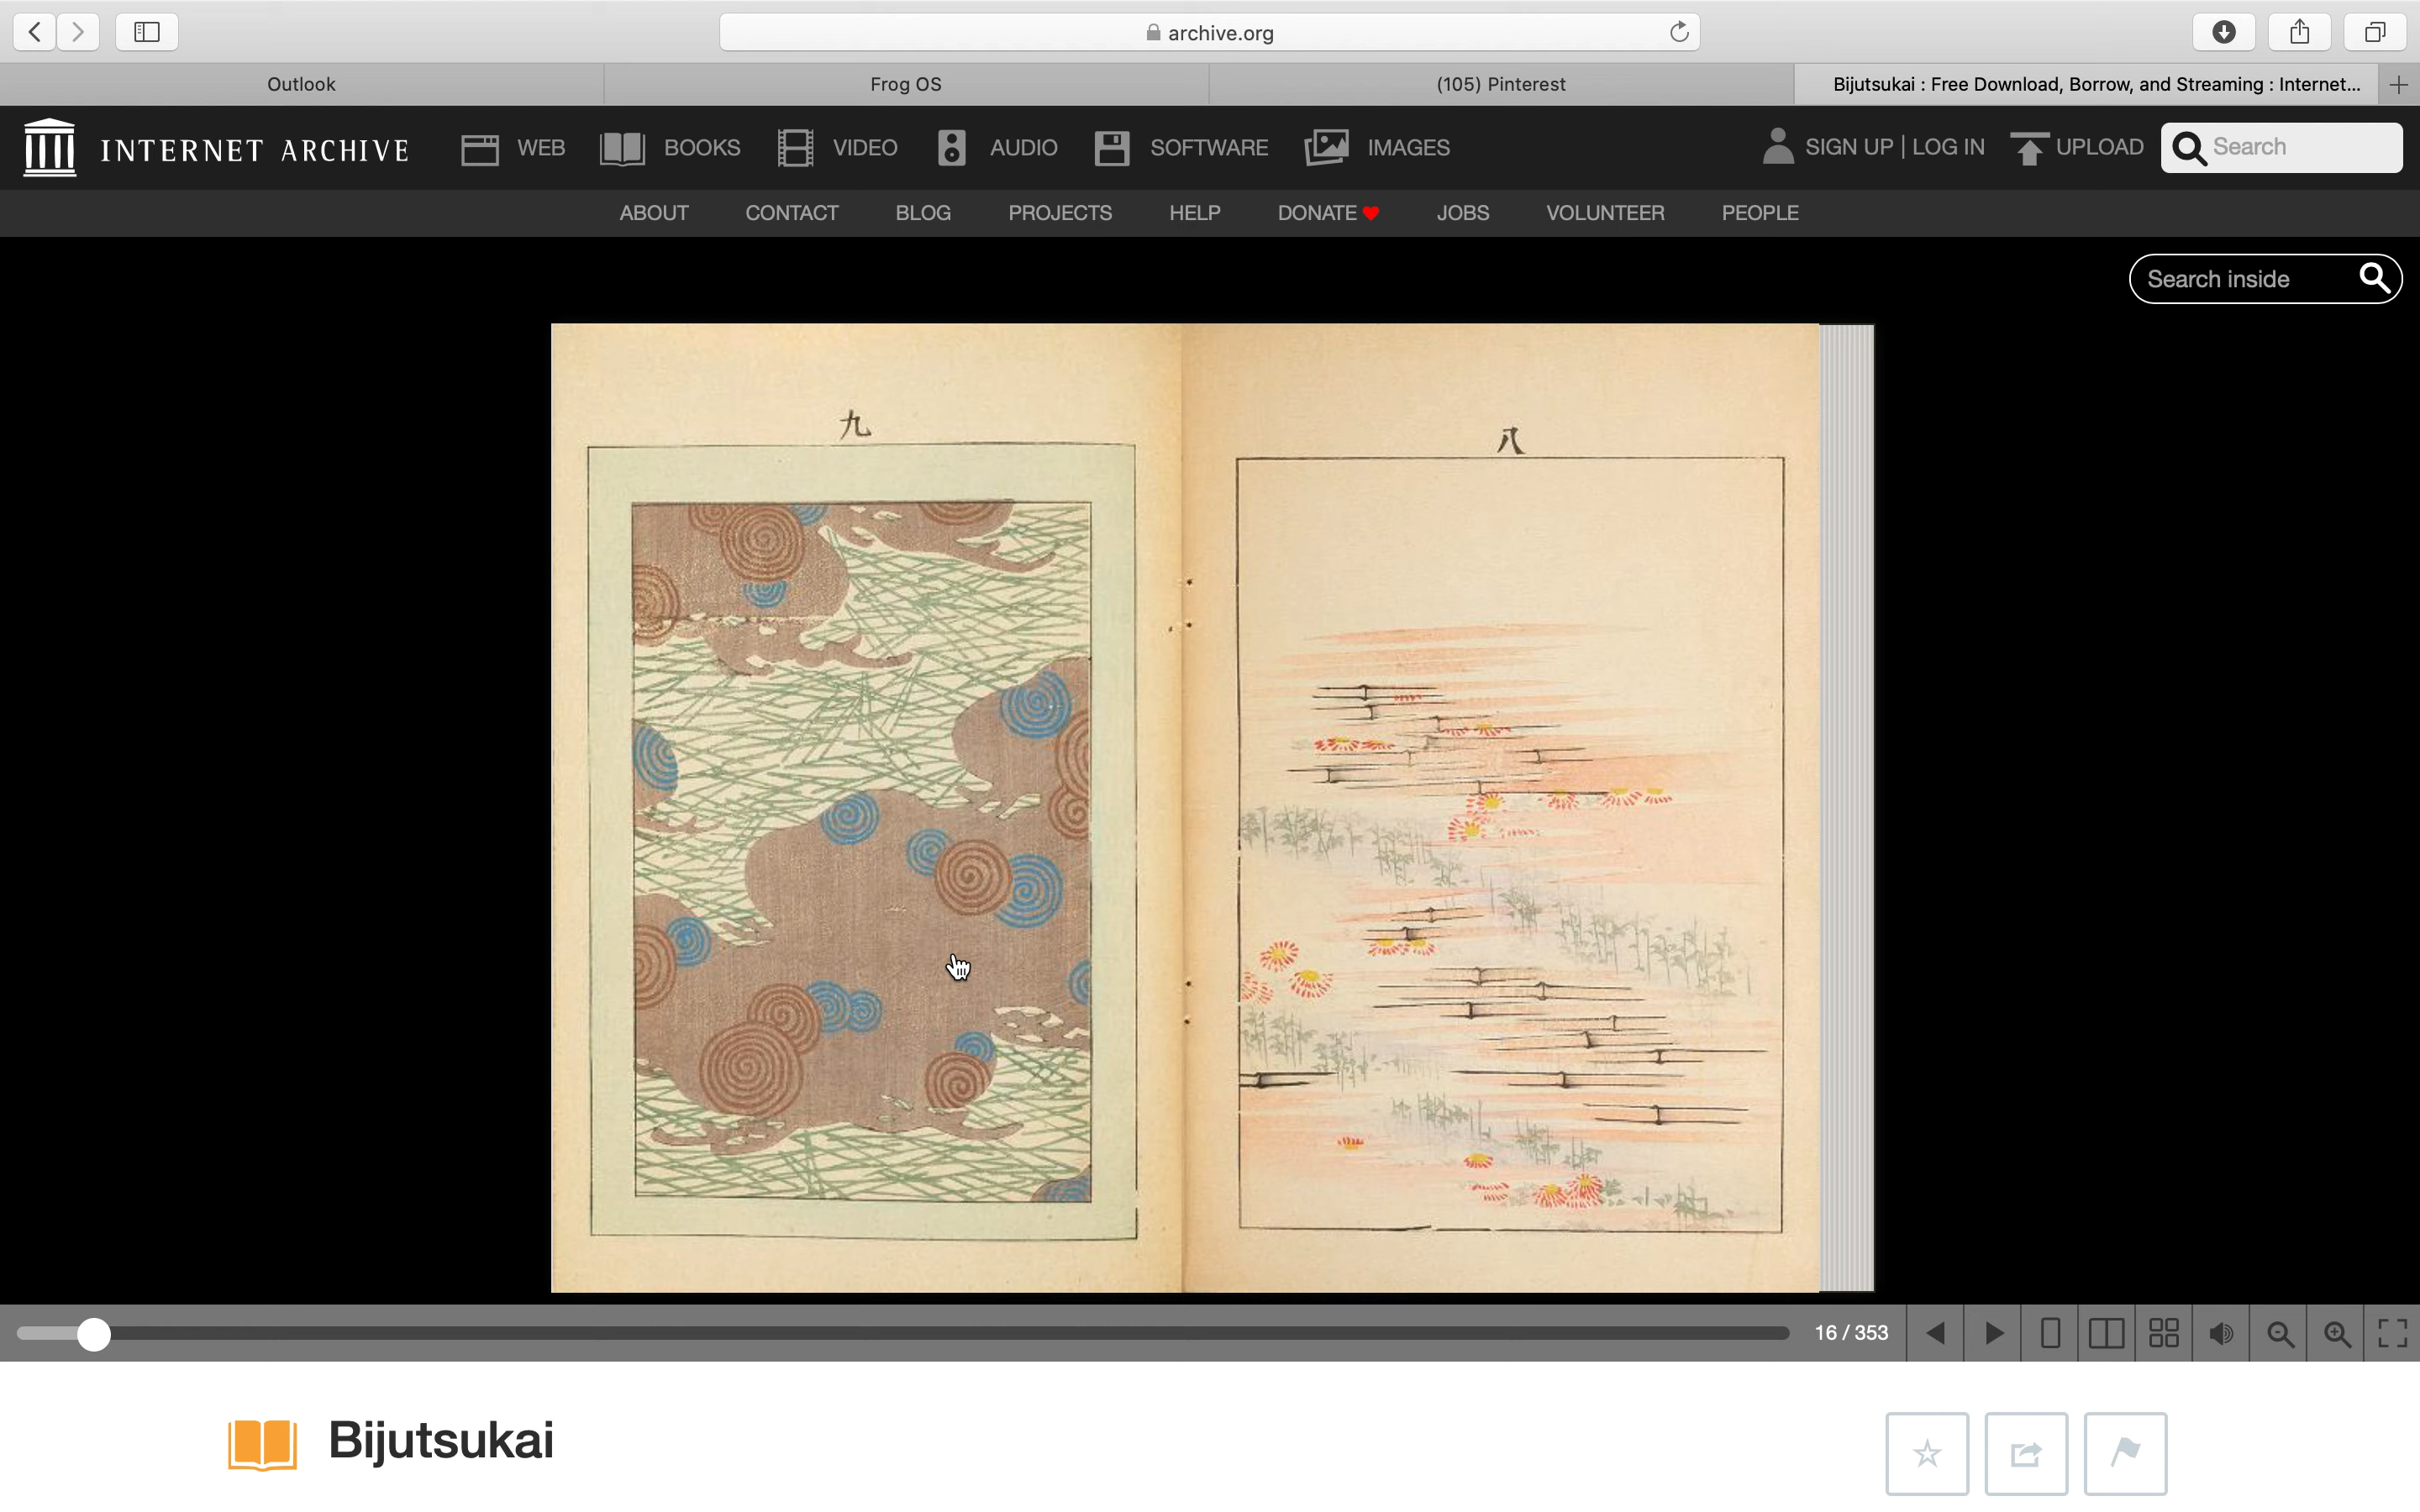 archive.org
Outlook
Frog OS
(105) Pinterest
Bijutsukai : Free Download, Borrow, and Streaming : Internet...
INTERNET ARCHIVE
WEB
BOOKS
VIDEO
AUDIO
SOFTWARE
IMAGES
SIGN UP | LOG IN
UPLOAD
Search
ABOUT
CONTACT
BLOG
PROJECTS
HELP
DONATE
JOBS
VOLUNTEER
PEOPLE
Search inside
九
八
16 / 353
Bijutsukai